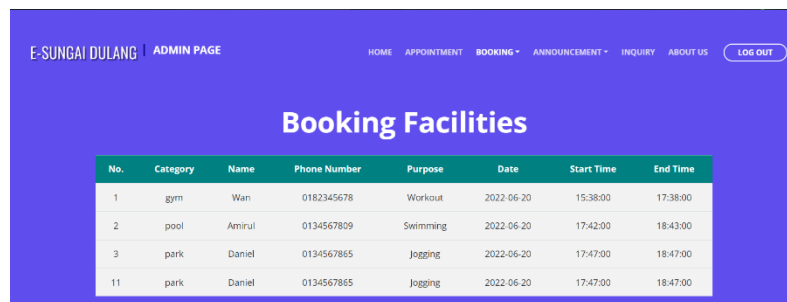 E-SUNGAI DULANG | ADMIN PAGE HOME APPOINTMENT BOOKING ANNOUNCEMENT INQUIRY ABOUT US LOG OUT
Booking Facilities
No. Category Name Phone Number Purpose Date Start Time End Time
1 gym Wan 0182345678 Workout 2022-06-20 15:38:00 17:38:00
2 pool Amirul 0134567809 Swimming 2022-06-20 17:42:00 18:43:00
3 park Daniel 0134567865 Jogging 2022-06-20 17:47:00 18:47:00
11 park Daniel 0134567865 Jogging 2022-06-20 17:47:00 18:47:00